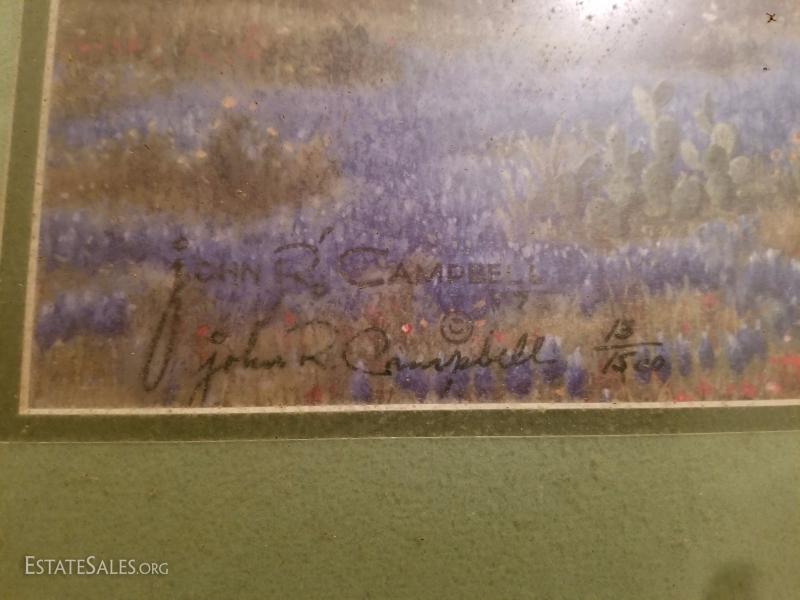 John R. Campbell
©
John R. Campbell 13/1500
EstateSales.org